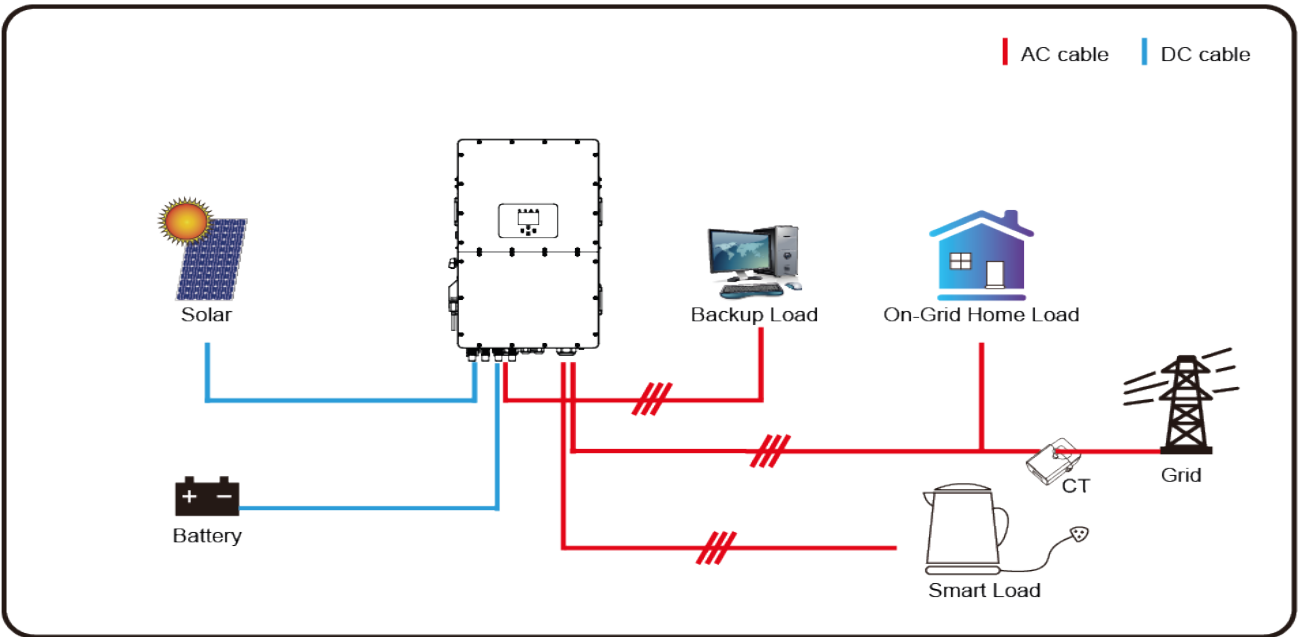 AC cable
DC cable
Solar
Backup Load
On-Grid Home Load
Grid
CT
Battery
Smart Load